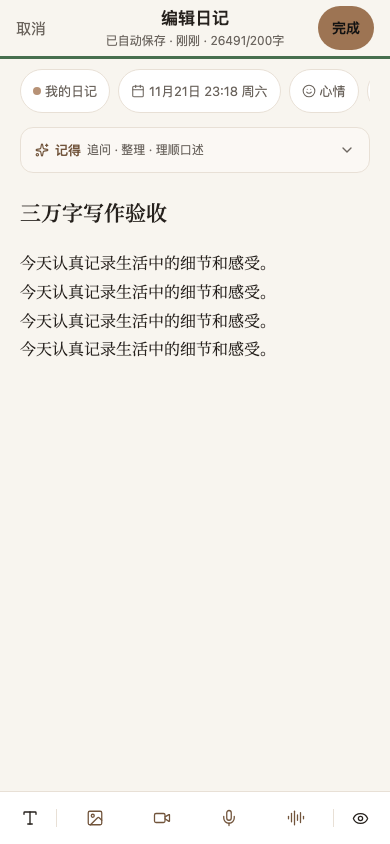 取消
编辑日记
已自动保存 · 刚刚 · 26491/200字
完成
我的日记
11月21日 23:18 周六
心情
记得 追问 · 整理 · 理顺口述
三万字写作验收
今天认真记录生活中的细节和感受。
今天认真记录生活中的细节和感受。
今天认真记录生活中的细节和感受。
今天认真记录生活中的细节和感受。